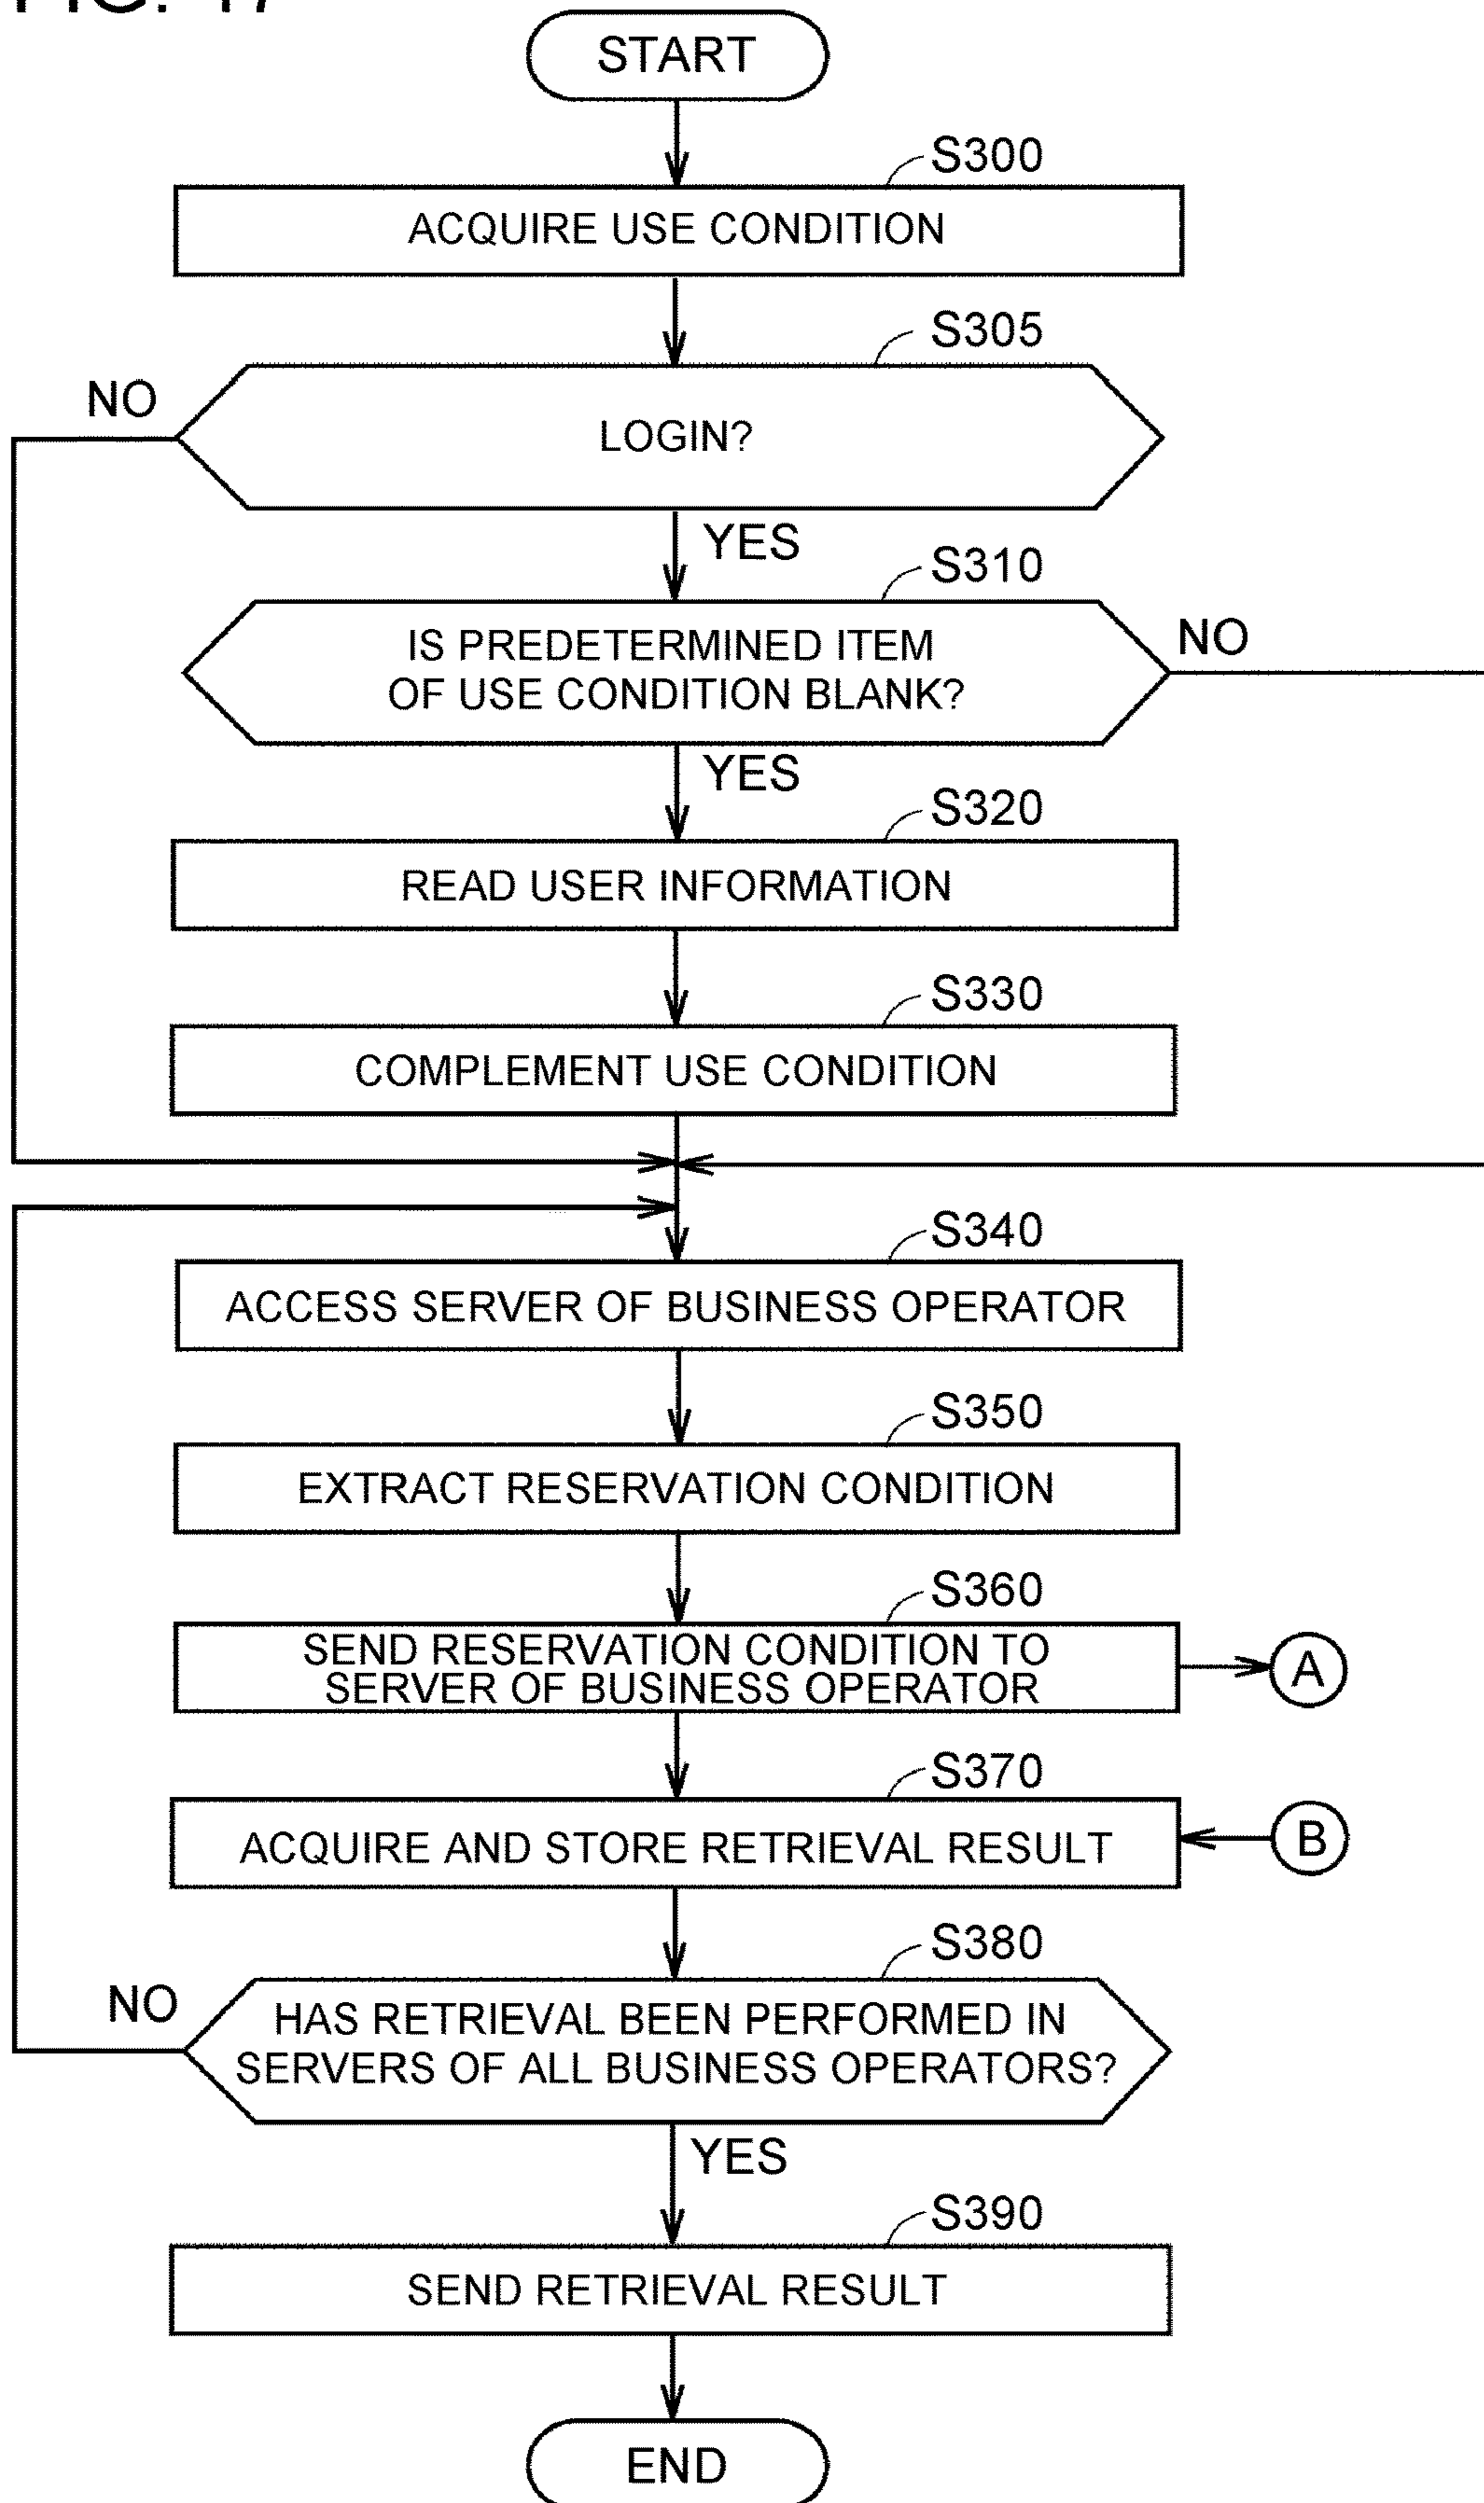 START
S300
ACQUIRE USE CONDITION
S305
NO
LOGIN?
YES
S310
IS PREDETERMINED ITEM
NO
OF USE CONDITION BLANK?
YES
S320
READ USER INFORMATION
S330
COMPLEMENT USE CONDITION
S340
ACCESS SERVER OF BUSINESS OPERATOR
S350
EXTRACT RESERVATION CONDITION
S360
SEND RESERVATION CONDITION TO
SERVER OF BUSINESS OPERATOR
A
S370
ACQUIRE AND STORE RETRIEVAL RESULT
B
S380
NO
HAS RETRIEVAL BEEN PERFORMED IN
SERVERS OF ALL BUSINESS OPERATORS?
YES
S390
SEND RETRIEVAL RESULT
END